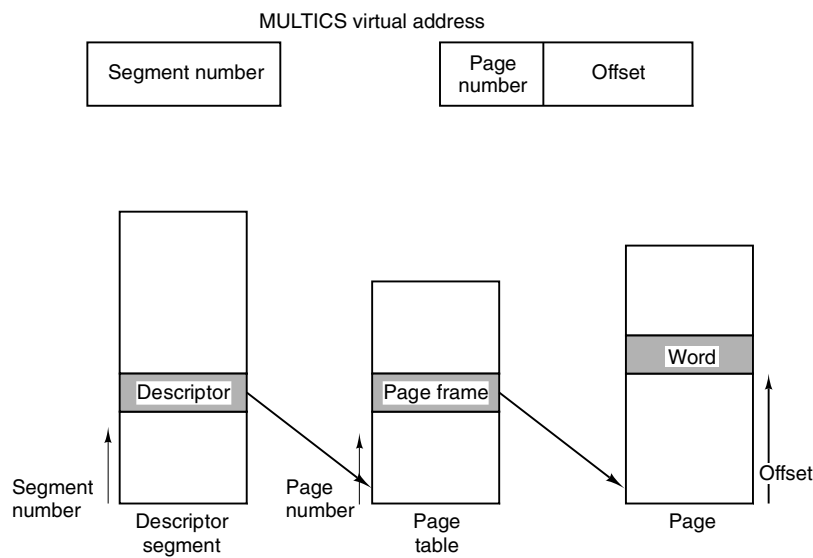 MULTICS virtual address
Segment number
Page
number
Offset
Descriptor
Page frame
Word
Segment
number
Page
number
Offset
Descriptor
segment
Page
table
Page